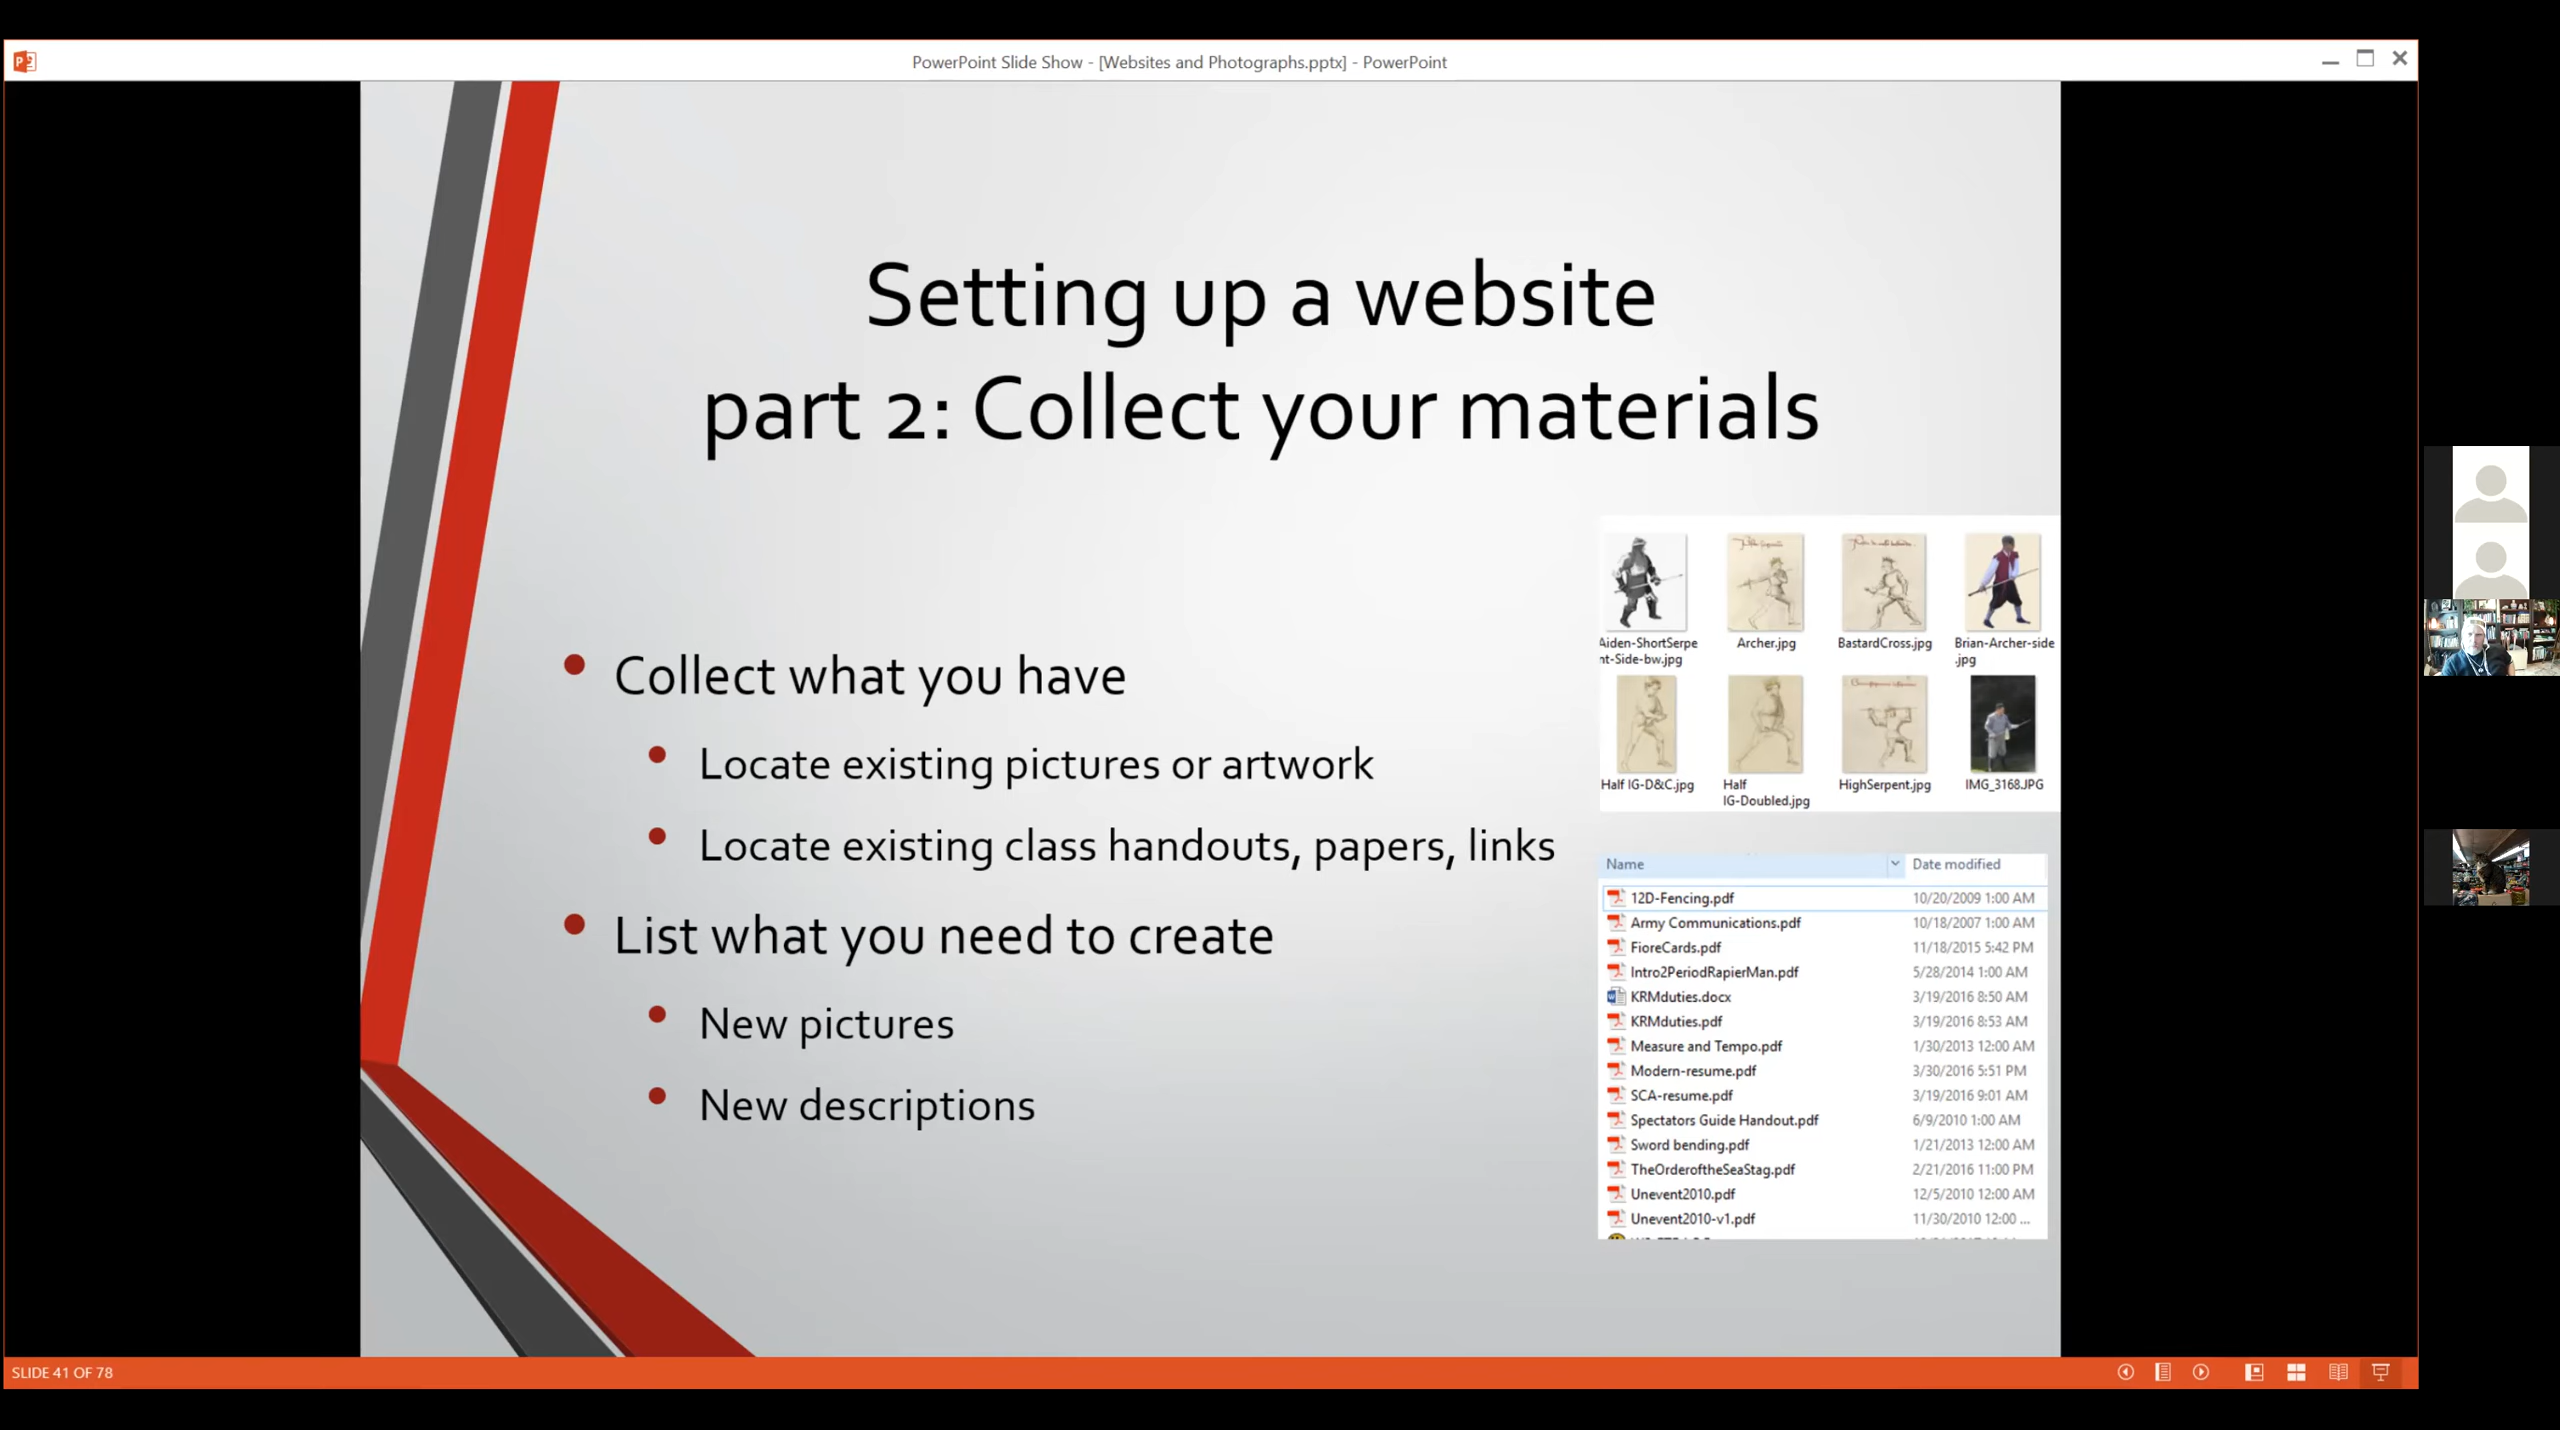 PowerPoint Slide Show - [Websites and Photographs.pptx] - PowerPoint
Setting up a website
part 2: Collect your materials
• Collect what you have
• Locate existing pictures or artwork
• Locate existing class handouts, papers, links
• List what you need to create
• New pictures
• New descriptions
Aiden-ShortSerpe Archer.jpg BastardCross.jpg Brian-Archer-side
nt-Side-bw.jpg .jpg
Half IG-D&C.jpg Half HighSerpent.jpg IMG_3168.JPG
IG-Doubled.jpg
Name Date modified
12D-Fencing.pdf 10/20/2009 1:00 AM
Army Communications.pdf 10/18/2007 1:00 AM
FioreCards.pdf 11/18/2015 5:42 PM
Intro2PeriodRapierMan.pdf 5/28/2014 1:00 AM
KRMduties.docx 3/19/2016 8:50 AM
KRMduties.pdf 3/19/2016 8:53 AM
Measure and Tempo.pdf 1/30/2013 12:00 AM
Modern-resume.pdf 3/30/2016 5:51 PM
SCA-resume.pdf 3/19/2016 9:01 AM
Spectators Guide Handout.pdf 6/9/2010 1:00 AM
Sword bending.pdf 1/21/2013 12:00 AM
TheOrderoftheSeaStag.pdf 2/21/2016 11:00 PM
Unevent2010.pdf 12/5/2010 12:00 AM
Unevent2010-v1.pdf 11/30/2010 12:00 ...
SLIDE 41 OF 78